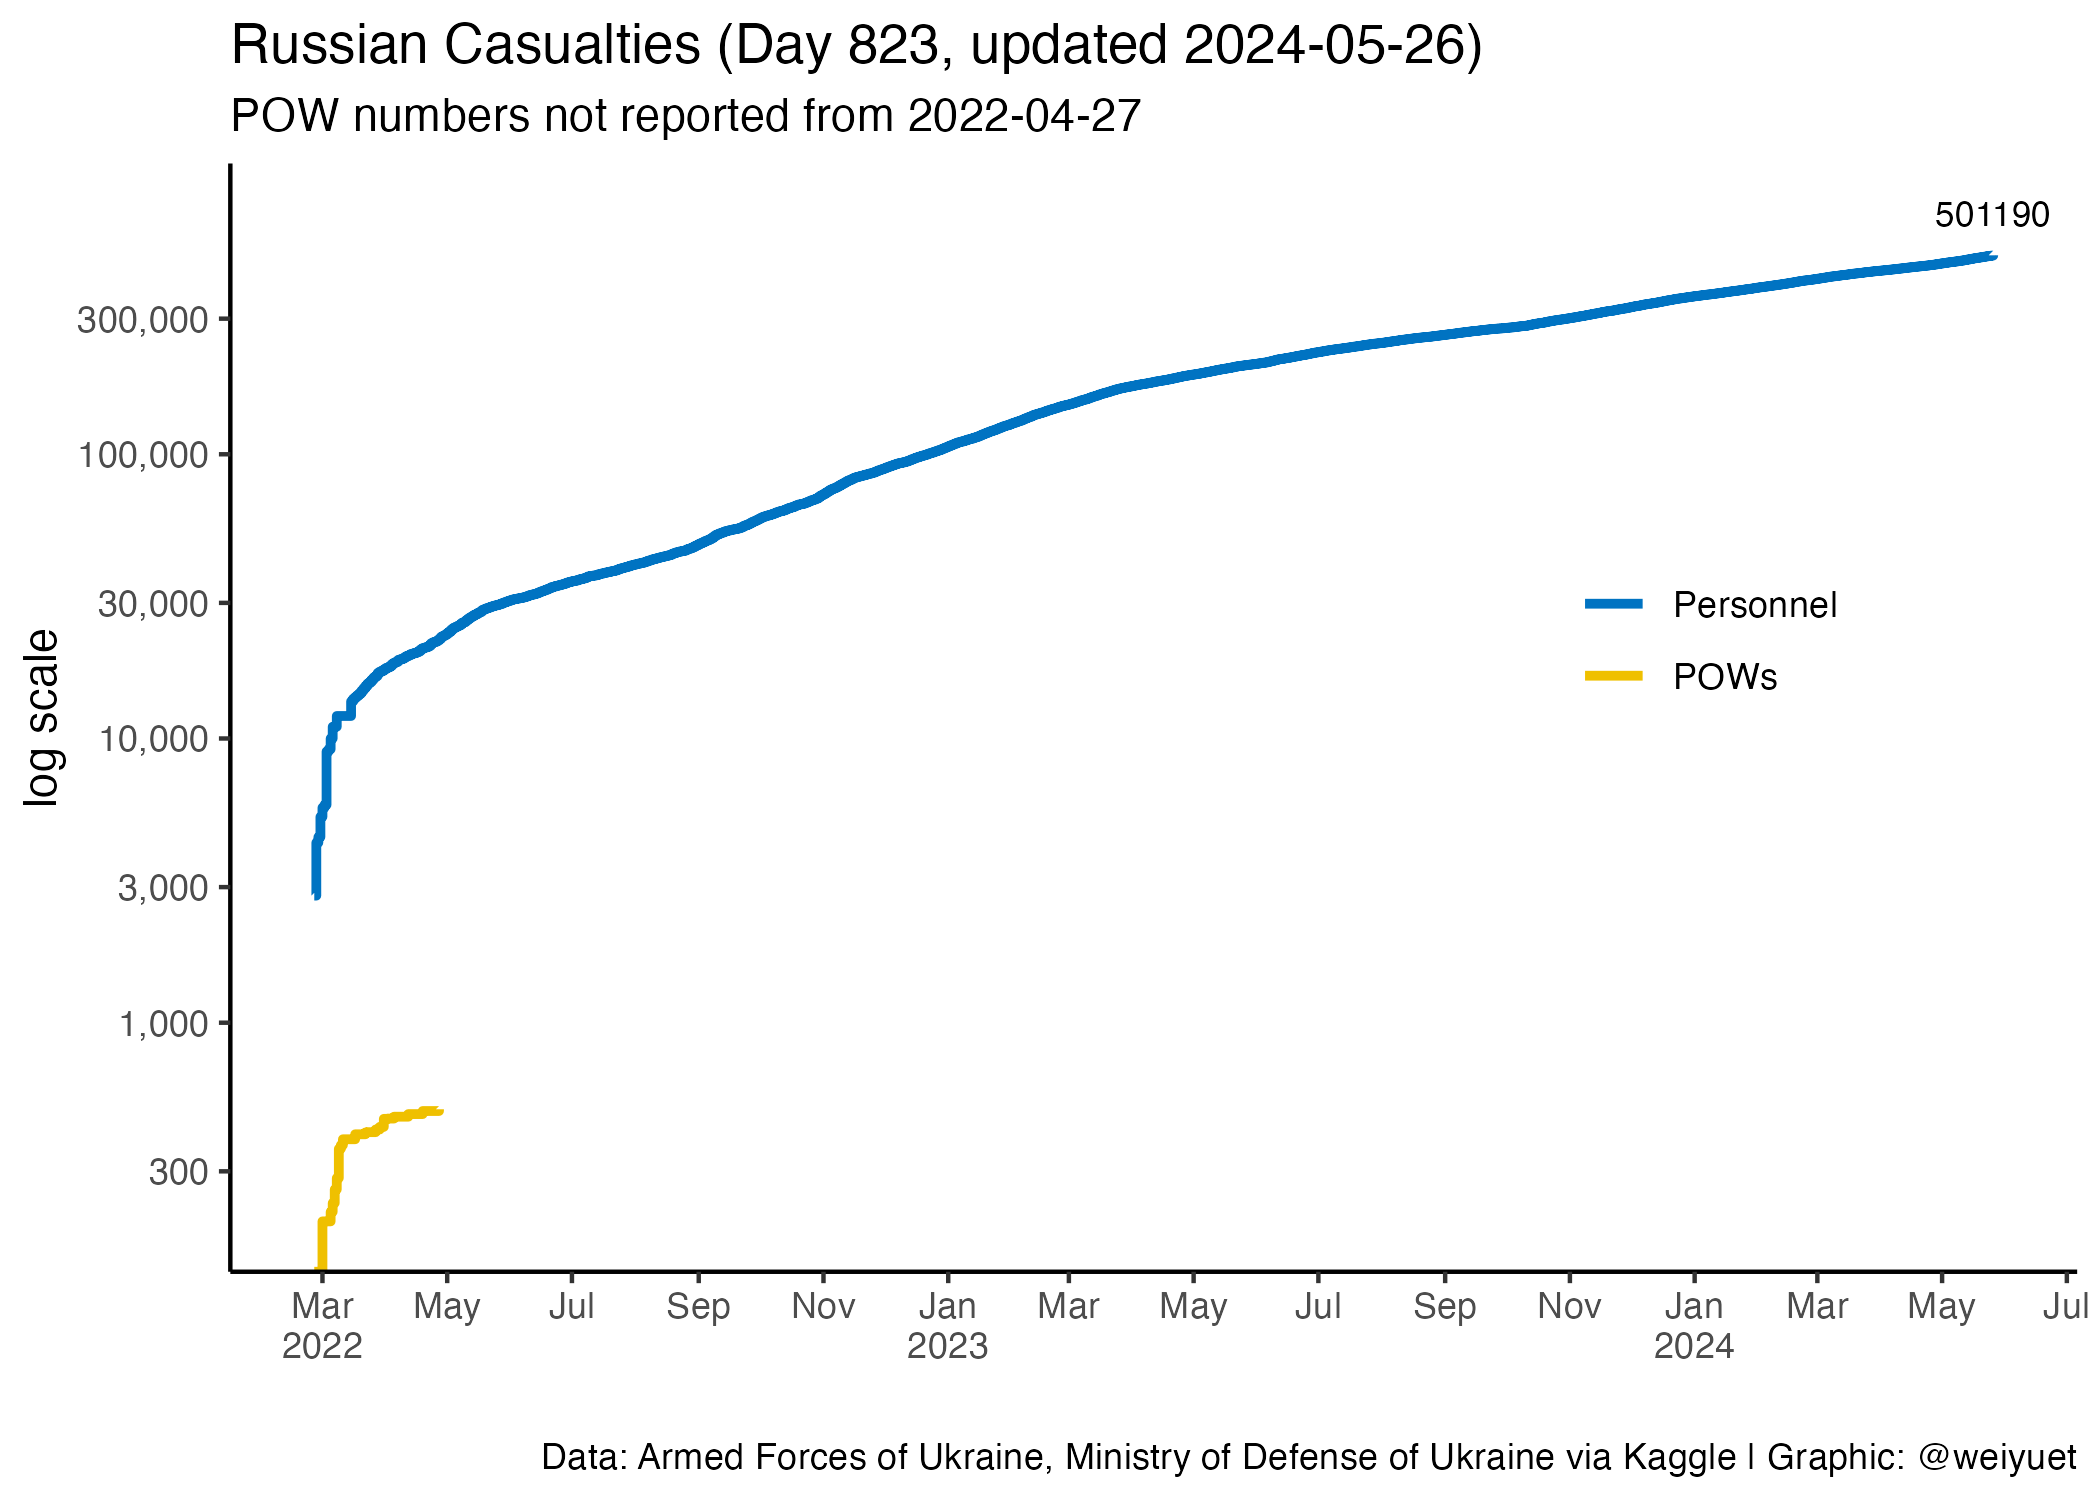 Russian Casualties (Day 823, updated 2024-05-26)
POW numbers not reported from 2022-04-27
501190
300,000
100,000
30,000
10,000
3,000
1,000
300
log scale
Personnel
POWs
Mar May Jul Sep Nov Jan Mar May Jul Sep Nov Jan Mar May Jul
2022 2023 2024
Data: Armed Forces of Ukraine, Ministry of Defense of Ukraine via Kaggle | Graphic: @weiyuet